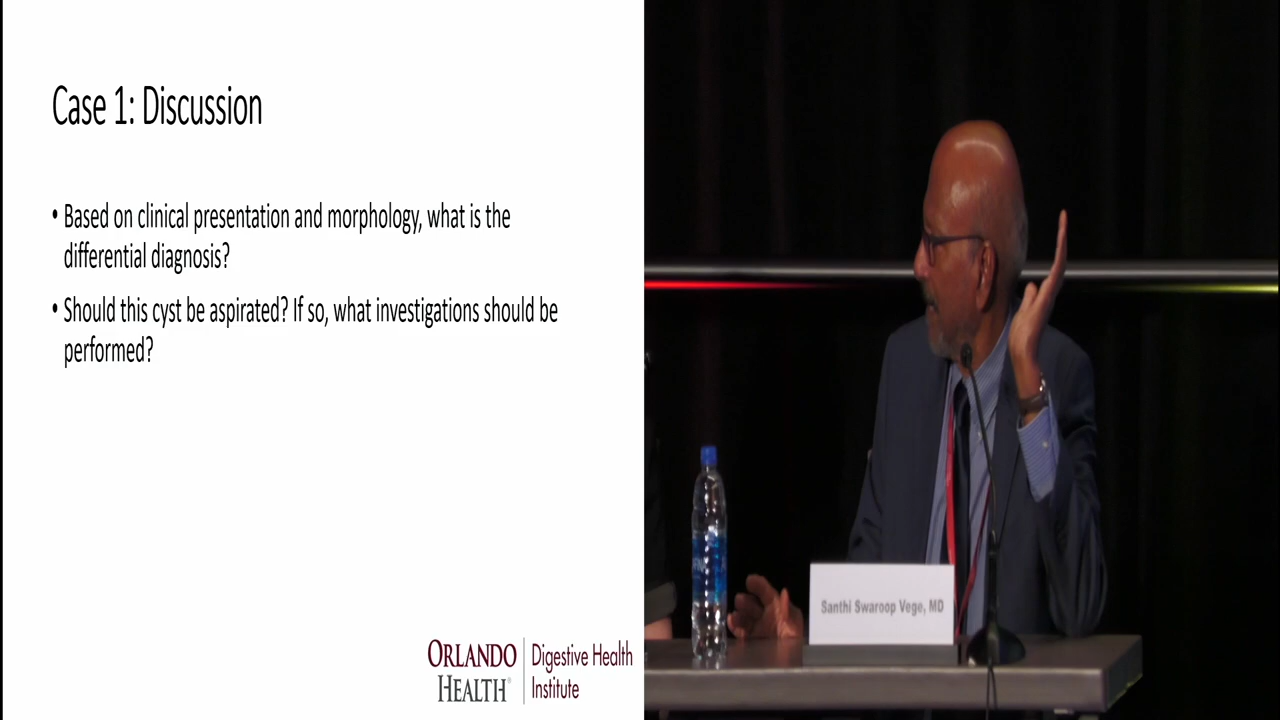 Case 1: Discussion
• Based on clinical presentation and morphology, what is the
differential diagnosis?
• Should this cyst be aspirated? If so, what investigations should be
performed?
ORLANDO
HEALTH®
Digestive Health
Institute
Santhi Swaroop Vege, MD